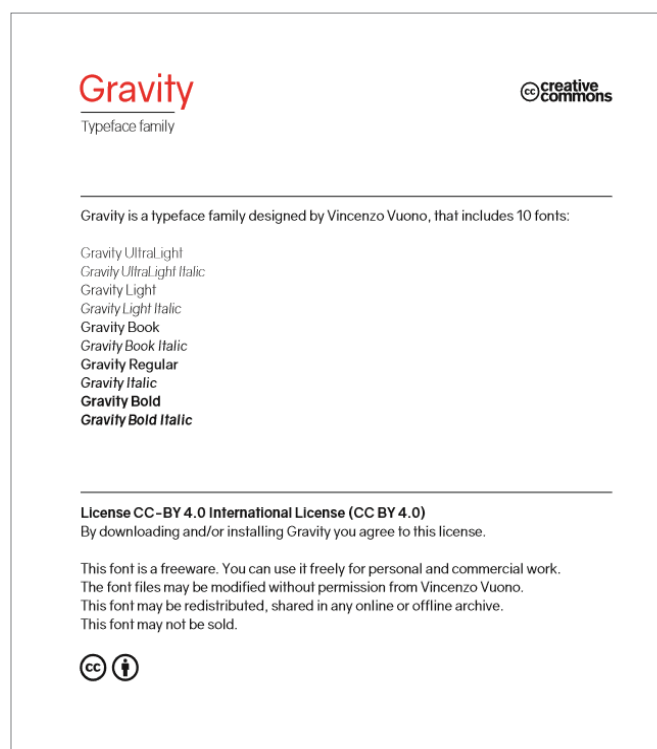 Gravity
Typeface family
cc creative
commons
Gravity is a typeface family designed by Vincenzo Vuono, that includes 10 fonts:
Gravity UltraLight
Gravity UltraLight Italic
Gravity Light
Gravity Light Italic
Gravity Book
Gravity Book Italic
Gravity Regular
Gravity Italic
Gravity Bold
Gravity Bold Italic
License CC-BY 4.0 International License (CC BY 4.0)
By downloading and/or installing Gravity you agree to this license.
This font is a freeware. You can use it freely for personal and commercial work.
The font files may be modified without permission from Vincenzo Vuono.
This font may be redistributed, shared in any online or offline archive.
This font may not be sold.
cc